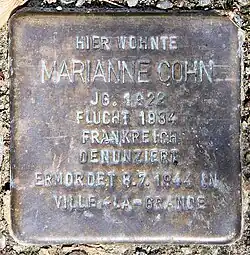 HIER WOHNTE
MARIANNE COHN
JG. 1922
FLUCHT 1934
FRANKREICH
DENUNZIERT
ERMORDET 8.7.1944 IN
VILLE-LA-GRANDE